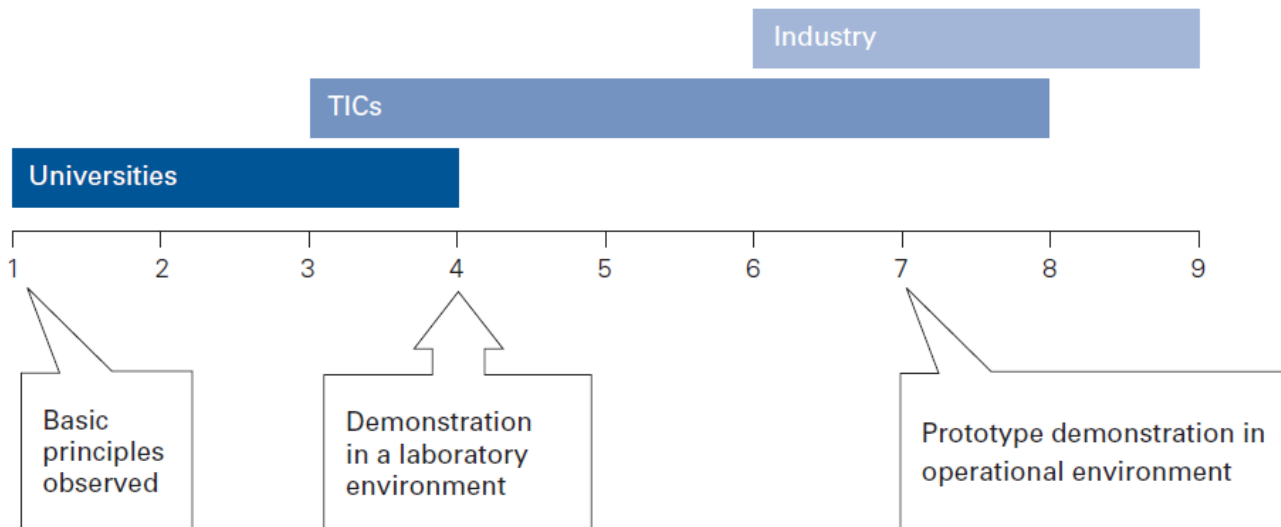 Industry
TICs
Universities
1 2 3 4 5 6 7 8 9
Basic
principles
observed
Demonstration
in a laboratory
environment
Prototype demonstration in
operational environment